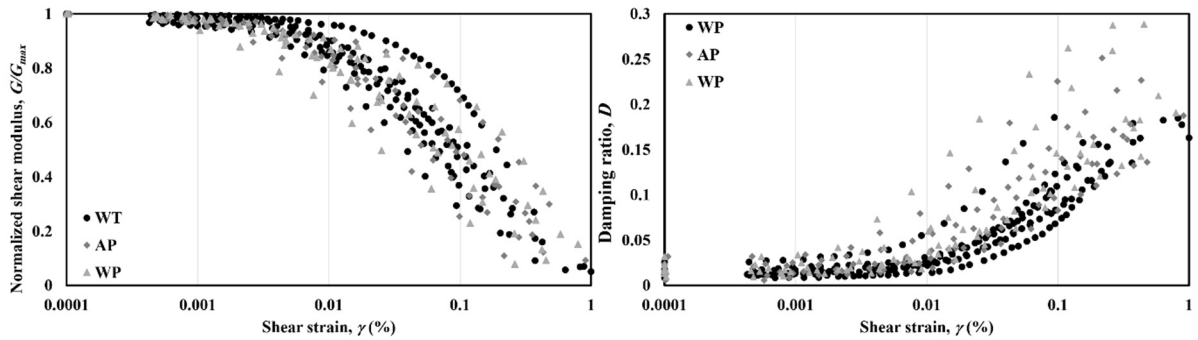 Normalized shear modulus, G/Gmax
1
0.8
0.6
0.4
0.2
0
WT
AP
WP
0.0001
0.001
0.01
0.1
1
Shear strain, γ (%)
Damping ratio, D
0.3
0.25
0.2
0.15
0.1
0.05
0
WP
AP
WP
0.0001
0.001
0.01
0.1
1
Shear strain, γ (%)